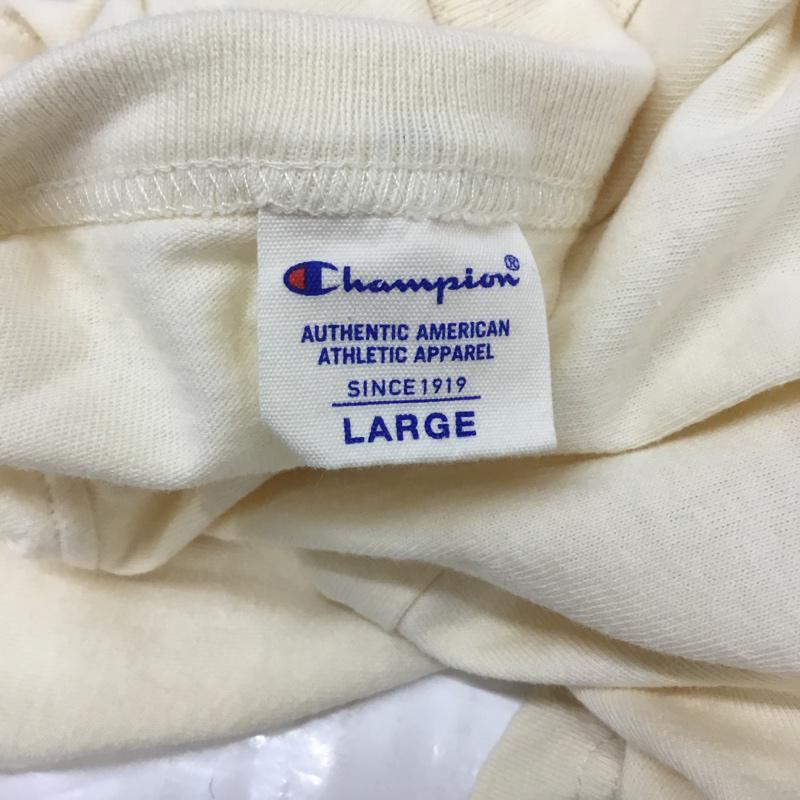 Champion®
AUTHENTIC AMERICAN
ATHLETIC APPAREL
SINCE 1919
LARGE